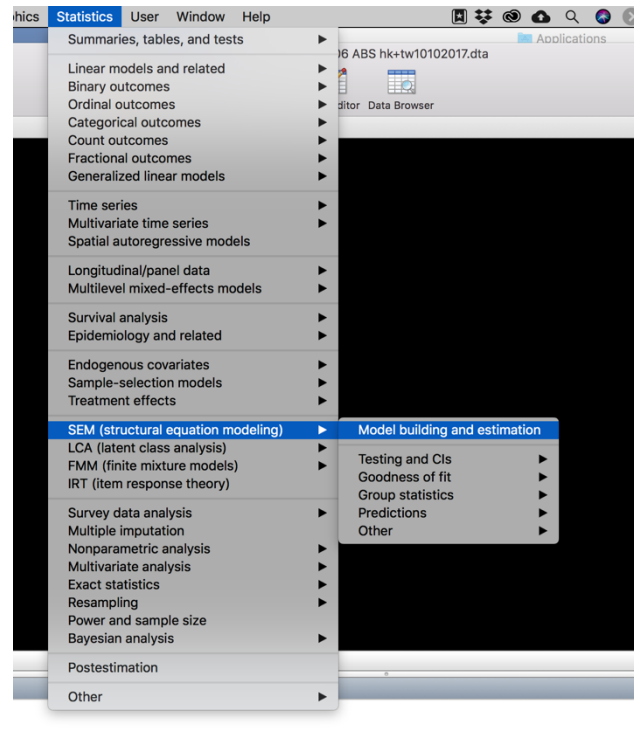 hics Statistics User Window Help
Applications
06 ABS hk+tw10102017.dta
ditor Data Browser
Summaries, tables, and tests
Linear models and related
Binary outcomes
Ordinal outcomes
Categorical outcomes
Count outcomes
Fractional outcomes
Generalized linear models
Time series
Multivariate time series
Spatial autoregressive models
Longitudinal/panel data
Multilevel mixed-effects models
Survival analysis
Epidemiology and related
Endogenous covariates
Sample-selection models
Treatment effects
SEM (structural equation modeling)
LCA (latent class analysis)
FMM (finite mixture models)
IRT (item response theory)
Survey data analysis
Multiple imputation
Nonparametric analysis
Multivariate analysis
Exact statistics
Resampling
Power and sample size
Bayesian analysis
Postestimation
Other
Model building and estimation
Testing and CIs
Goodness of fit
Group statistics
Predictions
Other